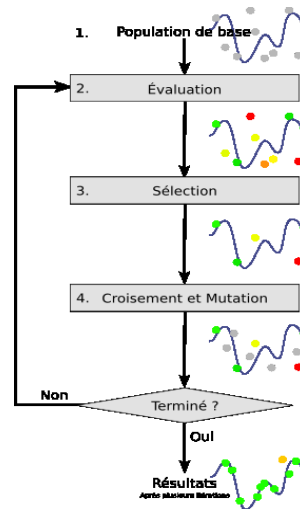 1. Population de base
2. Évaluation
3. Sélection
4. Croisement et Mutation
Terminé ?
Non
Oui
Résultats
Après plusieurs itérations